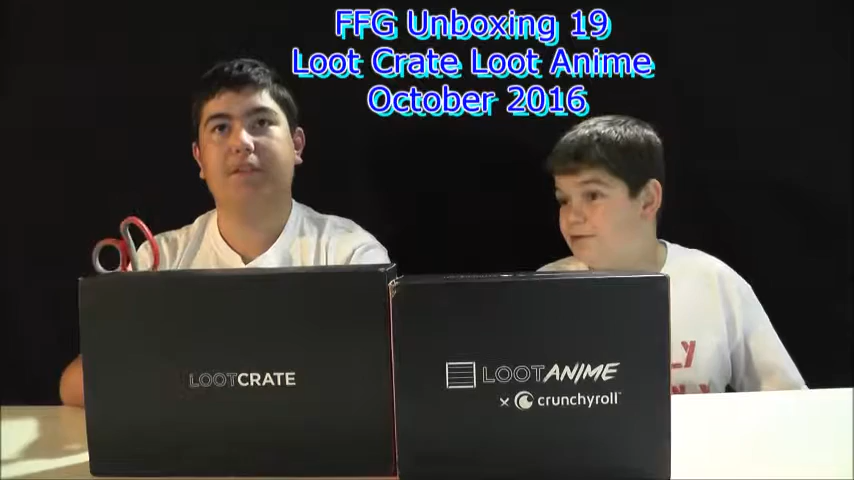 FFG Unboxing 19
Loot Crate Loot Anime
October 2016
LOOTCRATE
LOOTANIME
× crunchyroll